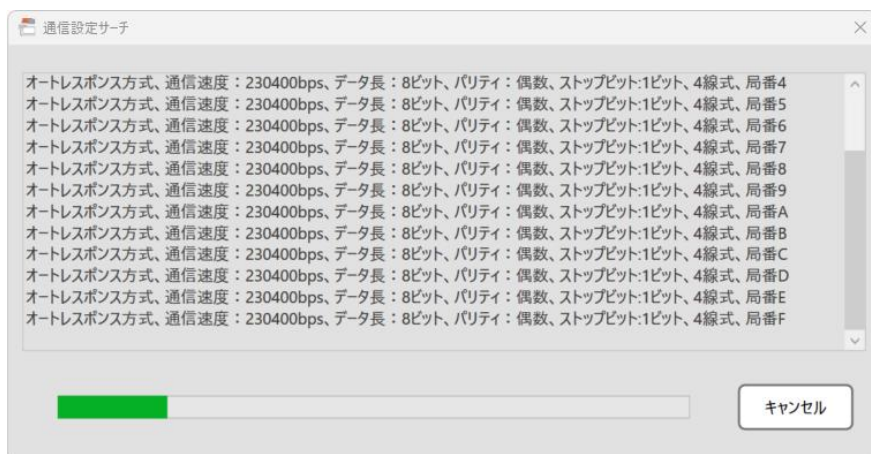 通信設定サーチ
オートレスポンス方式、通信速度：230400bps、データ長：8ビット、パリティ：偶数、ストップビット:1ビット、4線式、局番4
オートレスポンス方式、通信速度：230400bps、データ長：8ビット、パリティ：偶数、ストップビット:1ビット、4線式、局番5
オートレスポンス方式、通信速度：230400bps、データ長：8ビット、パリティ：偶数、ストップビット:1ビット、4線式、局番6
オートレスポンス方式、通信速度：230400bps、データ長：8ビット、パリティ：偶数、ストップビット:1ビット、4線式、局番7
オートレスポンス方式、通信速度：230400bps、データ長：8ビット、パリティ：偶数、ストップビット:1ビット、4線式、局番8
オートレスポンス方式、通信速度：230400bps、データ長：8ビット、パリティ：偶数、ストップビット:1ビット、4線式、局番9
オートレスポンス方式、通信速度：230400bps、データ長：8ビット、パリティ：偶数、ストップビット:1ビット、4線式、局番A
オートレスポンス方式、通信速度：230400bps、データ長：8ビット、パリティ：偶数、ストップビット:1ビット、4線式、局番B
オートレスポンス方式、通信速度：230400bps、データ長：8ビット、パリティ：偶数、ストップビット:1ビット、4線式、局番C
オートレスポンス方式、通信速度：230400bps、データ長：8ビット、パリティ：偶数、ストップビット:1ビット、4線式、局番D
オートレスポンス方式、通信速度：230400bps、データ長：8ビット、パリティ：偶数、ストップビット:1ビット、4線式、局番E
オートレスポンス方式、通信速度：230400bps、データ長：8ビット、パリティ：偶数、ストップビット:1ビット、4線式、局番F
キャンセル